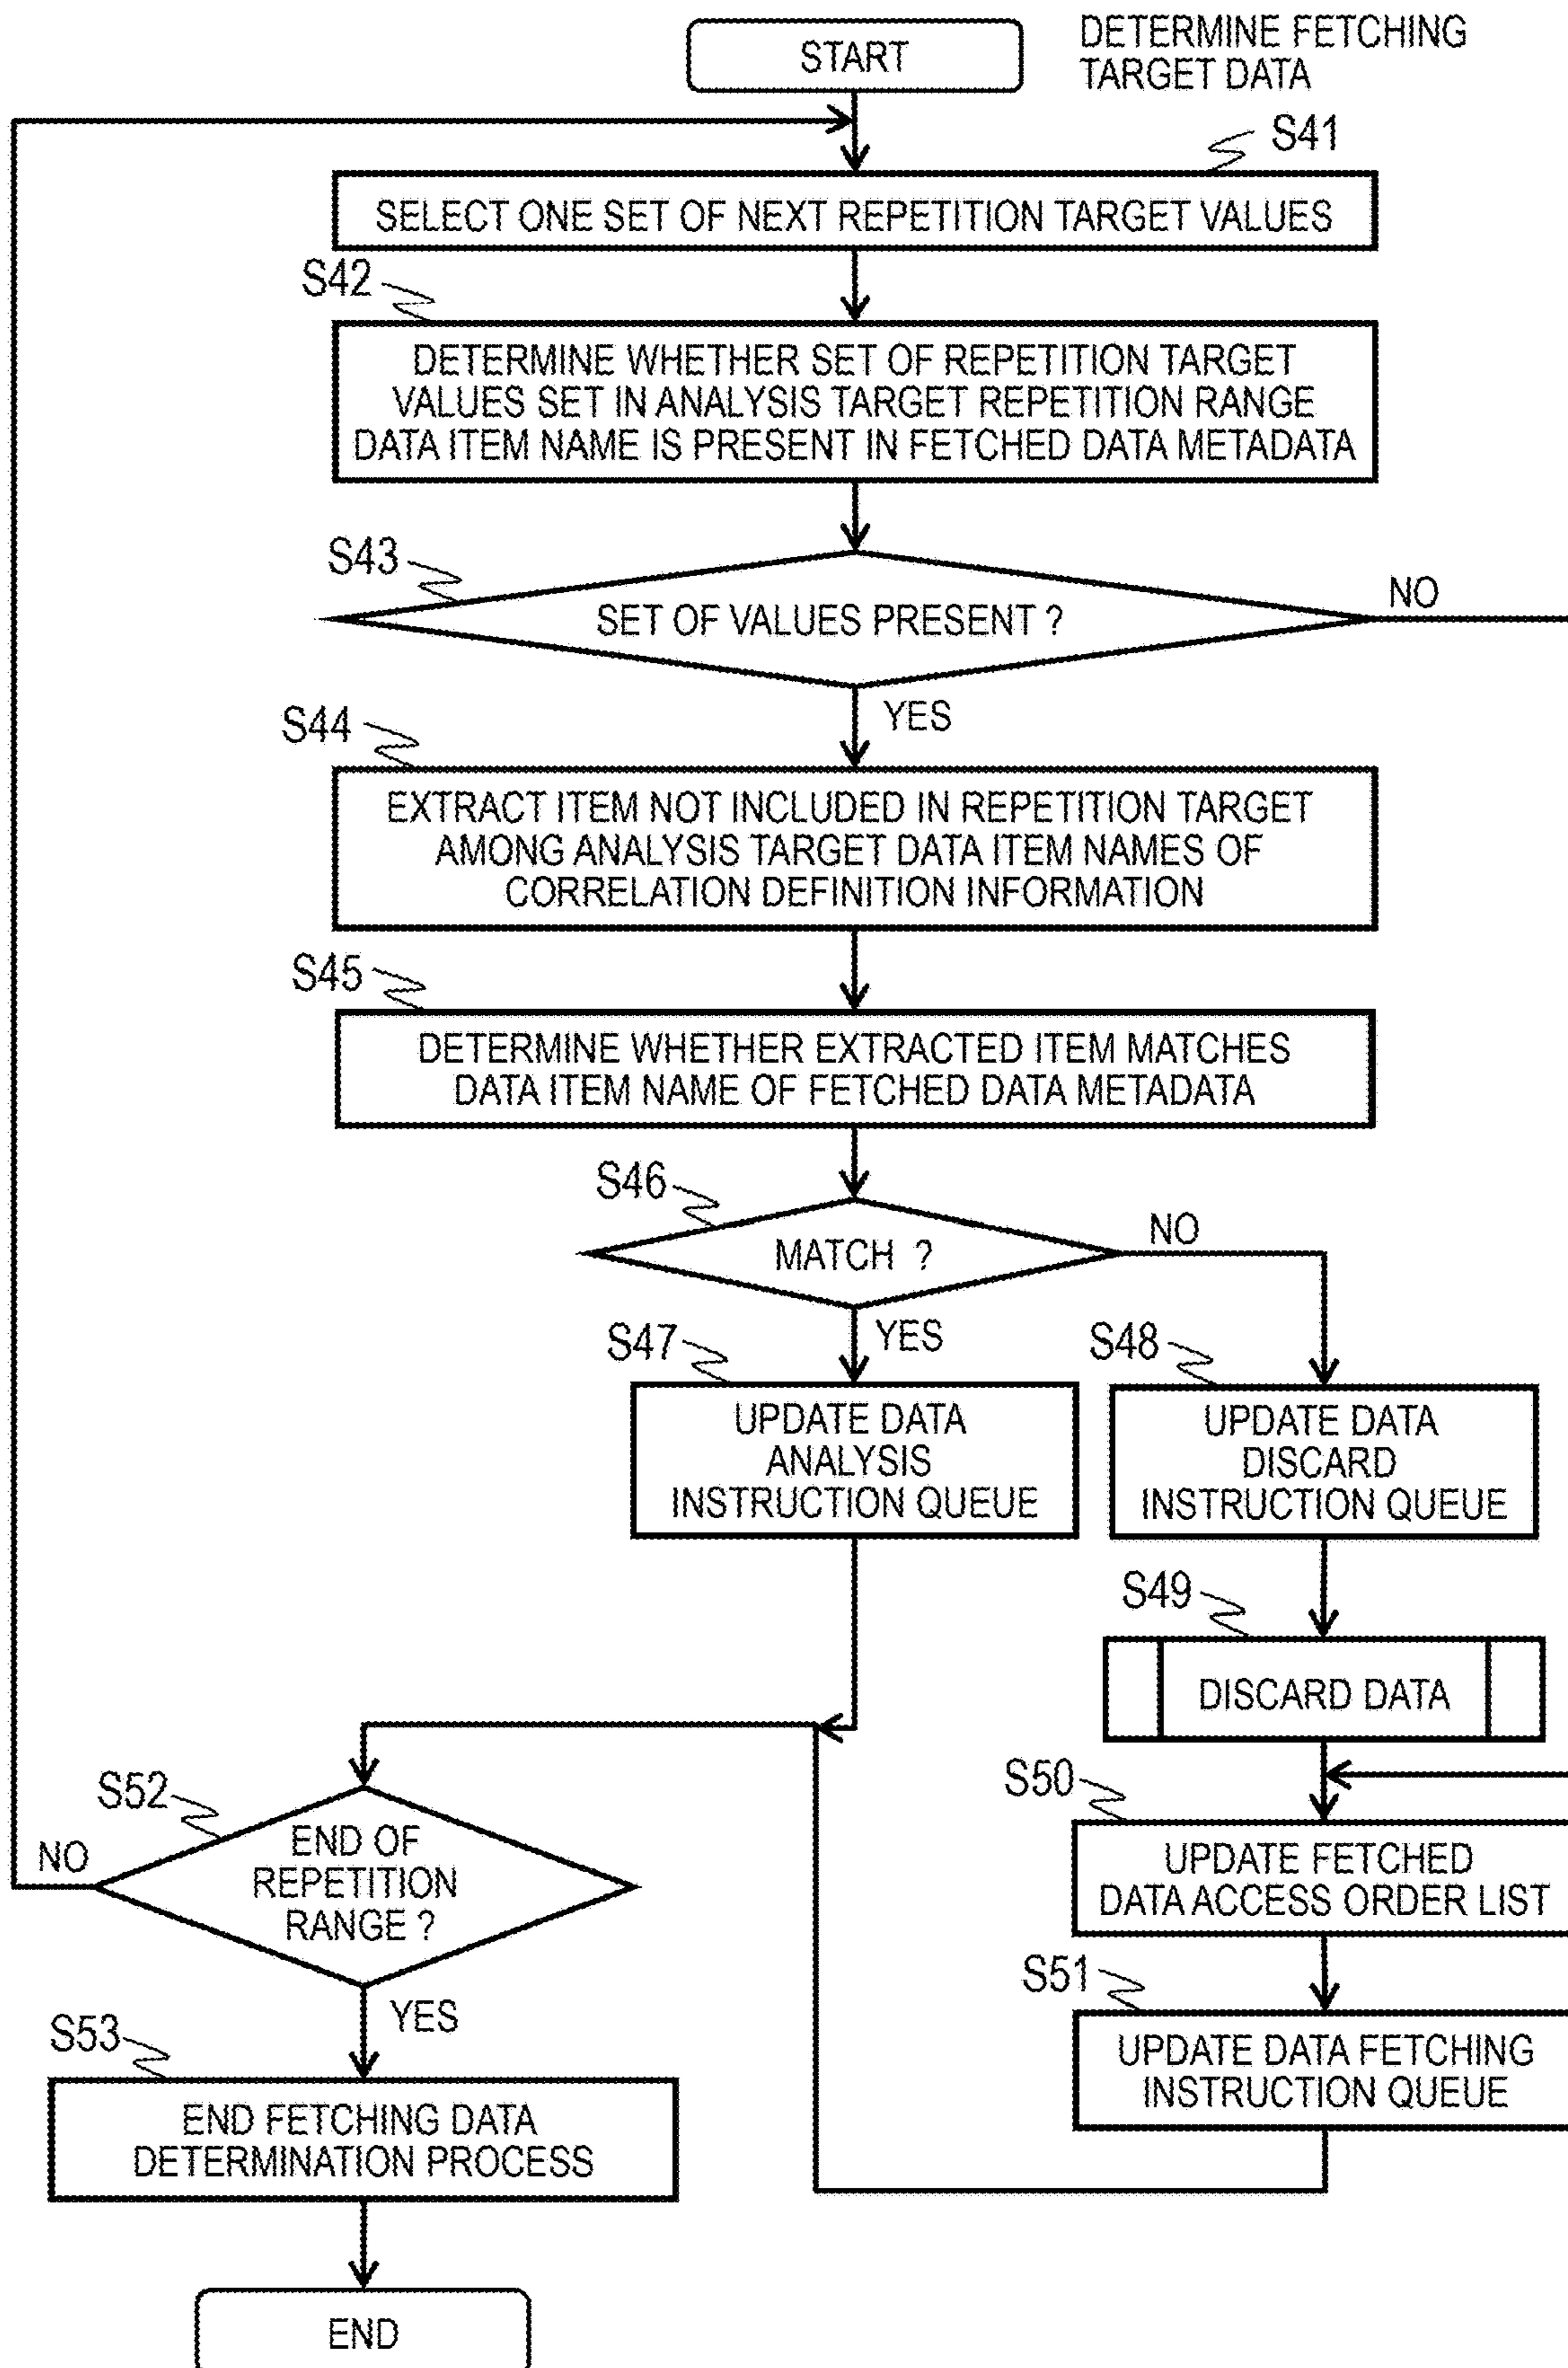 START
DETERMINE FETCHING
TARGET DATA
S41
SELECT ONE SET OF NEXT REPETITION TARGET VALUES
S42
DETERMINE WHETHER SET OF REPETITION TARGET
VALUES SET IN ANALYSIS TARGET REPETITION RANGE
DATA ITEM NAME IS PRESENT IN FETCHED DATA METADATA
S43
SET OF VALUES PRESENT ?
NO
YES
S44
EXTRACT ITEM NOT INCLUDED IN REPETITION TARGET
AMONG ANALYSIS TARGET DATA ITEM NAMES OF
CORRELATION DEFINITION INFORMATION
S45
DETERMINE WHETHER EXTRACTED ITEM MATCHES
DATA ITEM NAME OF FETCHED DATA METADATA
S46
MATCH ?
NO
YES
S47
UPDATE DATA
ANALYSIS
INSTRUCTION QUEUE
S48
UPDATE DATA
DISCARD
INSTRUCTION QUEUE
S49
DISCARD DATA
S50
UPDATE FETCHED
DATA ACCESS ORDER LIST
S51
UPDATE DATA FETCHING
INSTRUCTION QUEUE
S52
END OF
REPETITION
RANGE ?
NO
YES
S53
END FETCHING DATA
DETERMINATION PROCESS
END